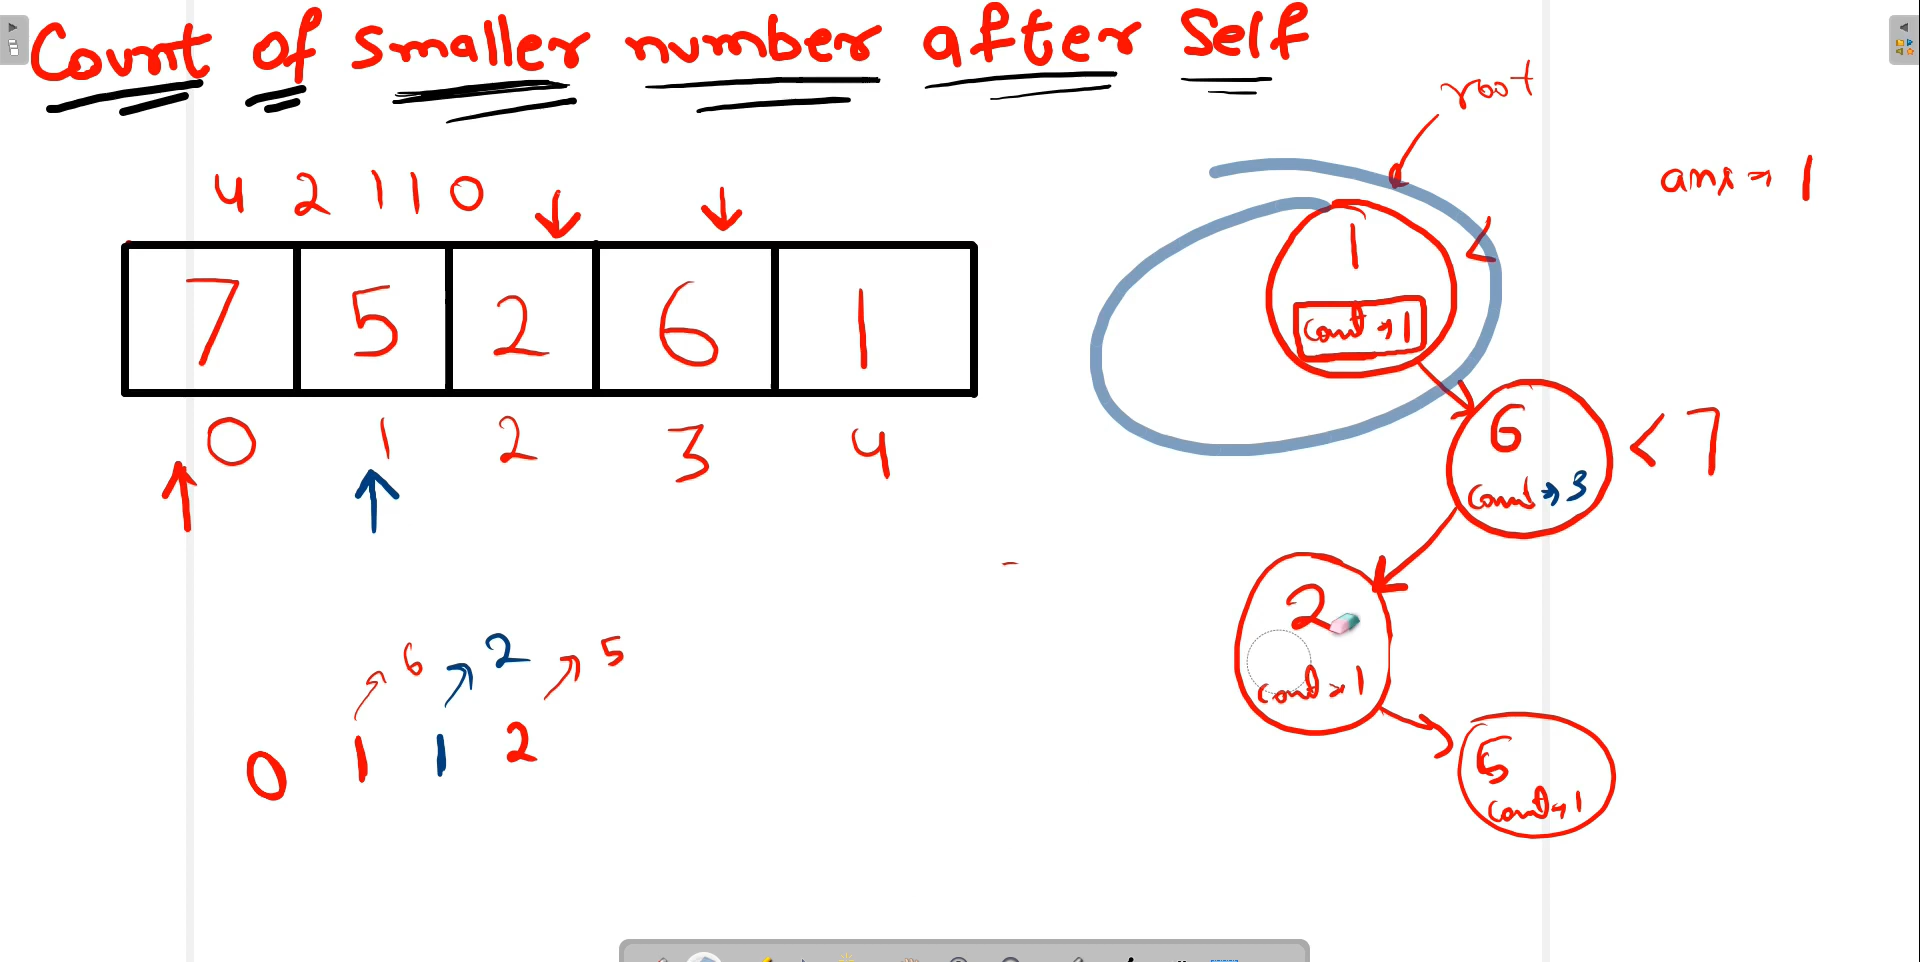 Count of smaller number after Self
root
ans → 1
4 2 1 1 0
7 5 2 6 1
0 1 2 3 4
1
count → 1
6 < 7
count → 3
2
count → 1
5
count → 1
6 2 5
0 1 1 2